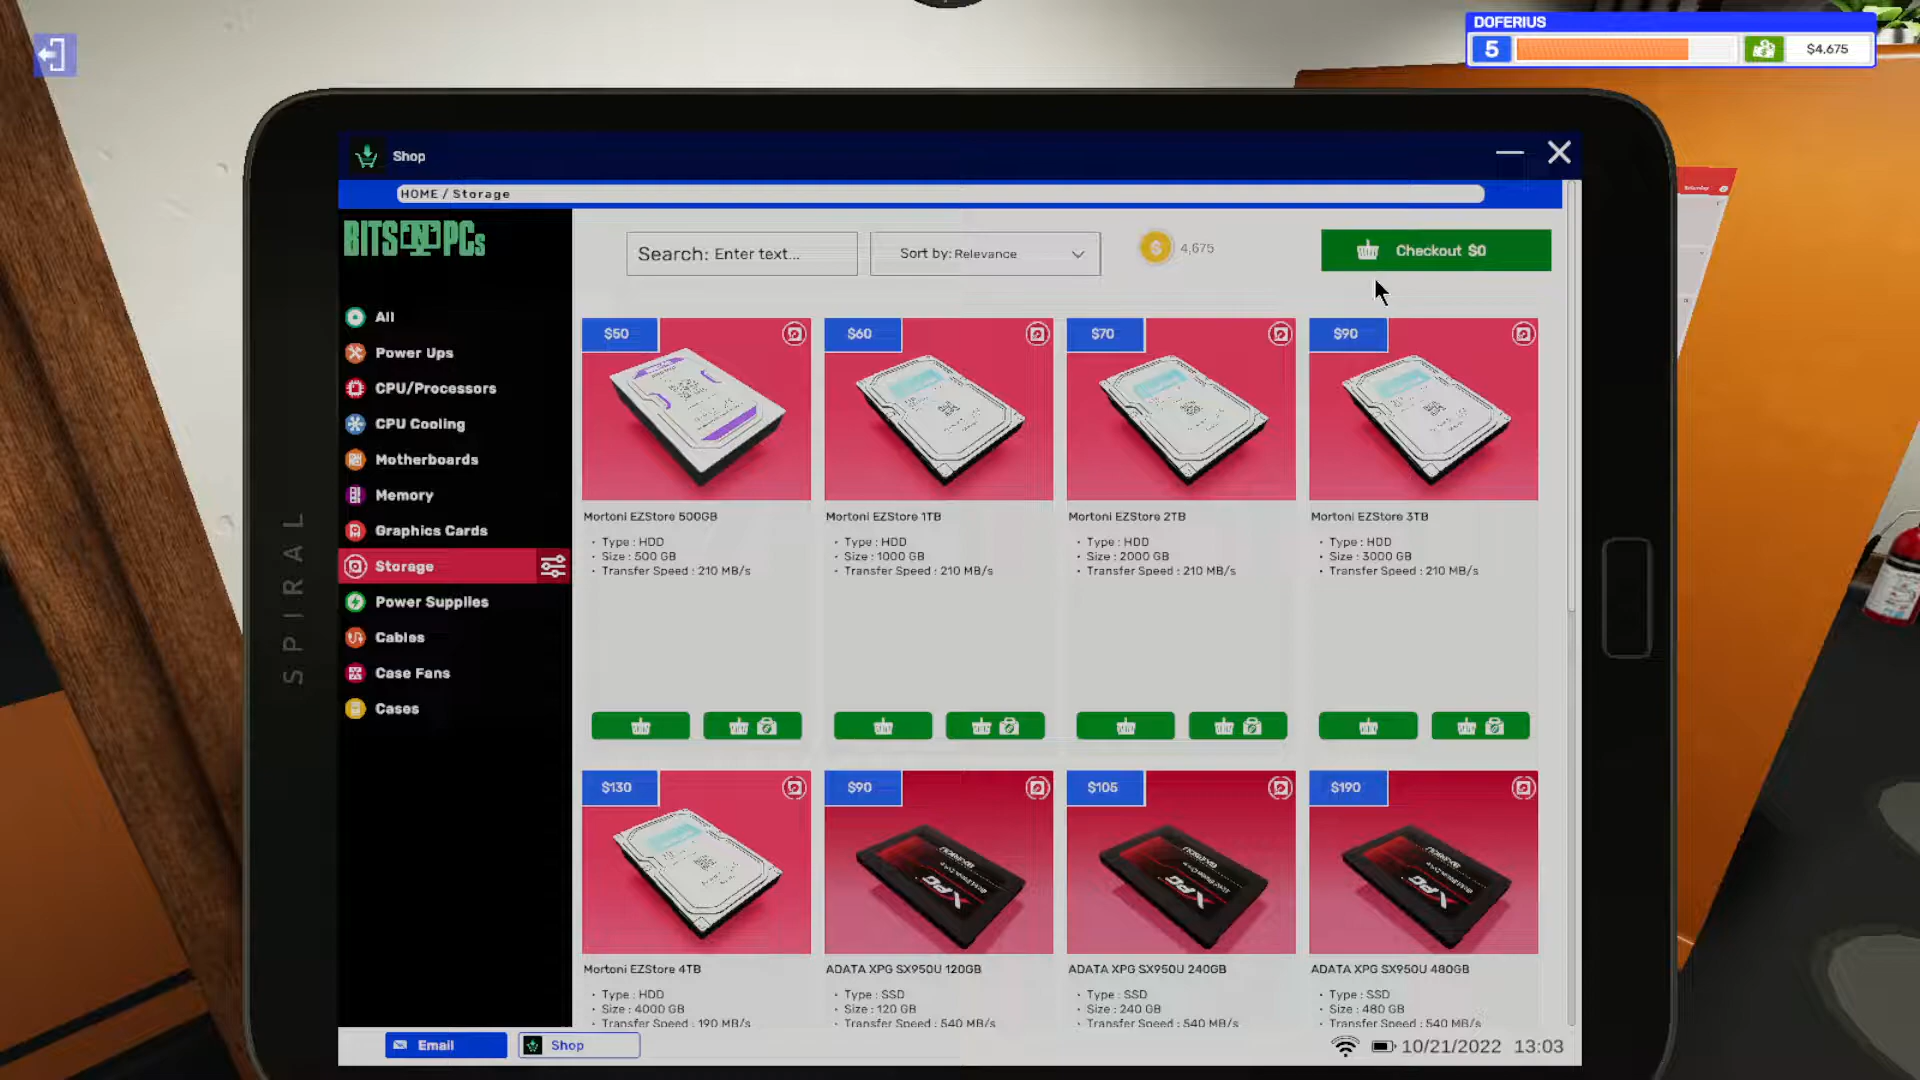 DOFERIUS
5
$4,675
Shop
HOME / Storage
BITS N PCs
Search: Enter text...
Sort by: Relevance
4,675
Checkout $0
All
Power Ups
CPU/Processors
CPU Cooling
Motherboards
Memory
Graphics Cards
Storage
Power Supplies
Cables
Case Fans
Cases
$50
$60
$70
$90
Mortoni EZStore 500GB
• Type : HDD
• Size : 500 GB
• Transfer Speed : 210 MB/s
Mortoni EZStore 1TB
• Type : HDD
• Size : 1000 GB
• Transfer Speed : 210 MB/s
Mortoni EZStore 2TB
• Type : HDD
• Size : 2000 GB
• Transfer Speed : 210 MB/s
Mortoni EZStore 3TB
• Type : HDD
• Size : 3000 GB
• Transfer Speed : 210 MB/s
$130
$90
$105
$190
XPG
XPG
XPG
Mortoni EZStore 4TB
• Type : HDD
• Size : 4000 GB
• Transfer Speed : 190 MB/s
ADATA XPG SX950U 120GB
• Type : SSD
• Size : 120 GB
• Transfer Speed : 540 MB/s
ADATA XPG SX950U 240GB
• Type : SSD
• Size : 240 GB
• Transfer Speed : 540 MB/s
ADATA XPG SX950U 480GB
• Type : SSD
• Size : 480 GB
• Transfer Speed : 540 MB/s
SPIRAL
Email
Shop
10/21/2022 13:03